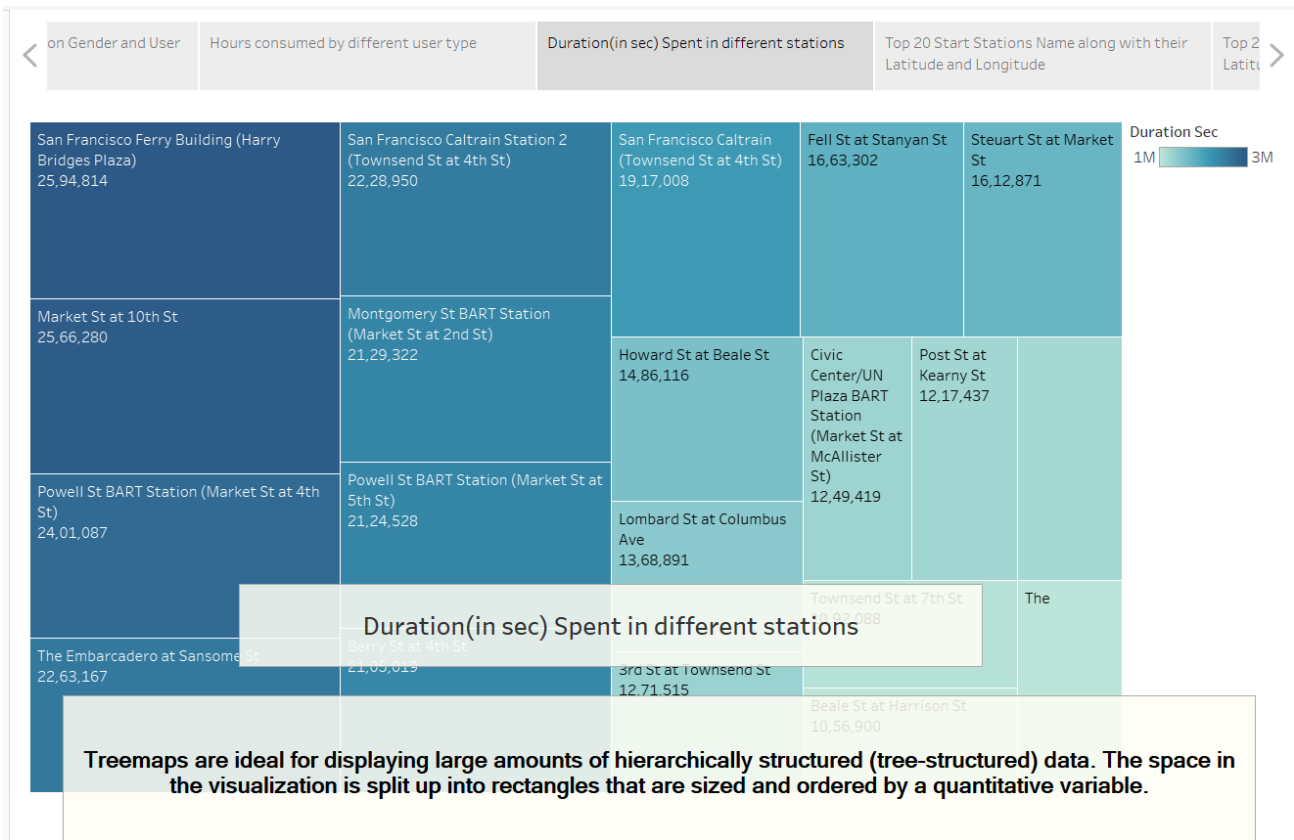 on Gender and User
Hours consumed by different user type
Duration(in sec) Spent in different stations
Top 20 Start Stations Name along with their
Latitude and Longitude
Top 2
Latitu
San Francisco Ferry Building (Harry
Bridges Plaza)
25,94,814
Market St at 10th St
25,66,280
Powell St BART Station (Market St at 4th
St)
24,01,087
The Embarcadero at Sansome St
22,63,167
San Francisco Caltrain Station 2
(Townsend St at 4th St)
22,28,950
Montgomery St BART Station
(Market St at 2nd St)
21,29,322
Powell St BART Station (Market St at
5th St)
21,24,528
Berry St at 4th St
21,05,019
San Francisco Caltrain
(Townsend St at 4th St)
19,17,008
Fell St at Stanyan St
16,63,302
Steuart St at Market
St
16,12,871
Howard St at Beale St
14,86,116
Lombard St at Columbus
Ave
13,68,891
3rd St at Townsend St
12,71,515
Civic
Center/UN
Plaza BART
Station
(Market St at
McAllister
St)
12,49,419
Post St at
Kearny St
12,17,437
Townsend St at 7th St
10,92,088
The
Beale St at Harrison St
10,56,900
Duration Sec
1M
3M
Duration(in sec) Spent in different stations
Treemaps are ideal for displaying large amounts of hierarchically structured (tree-structured) data. The space in
the visualization is split up into rectangles that are sized and ordered by a quantitative variable.